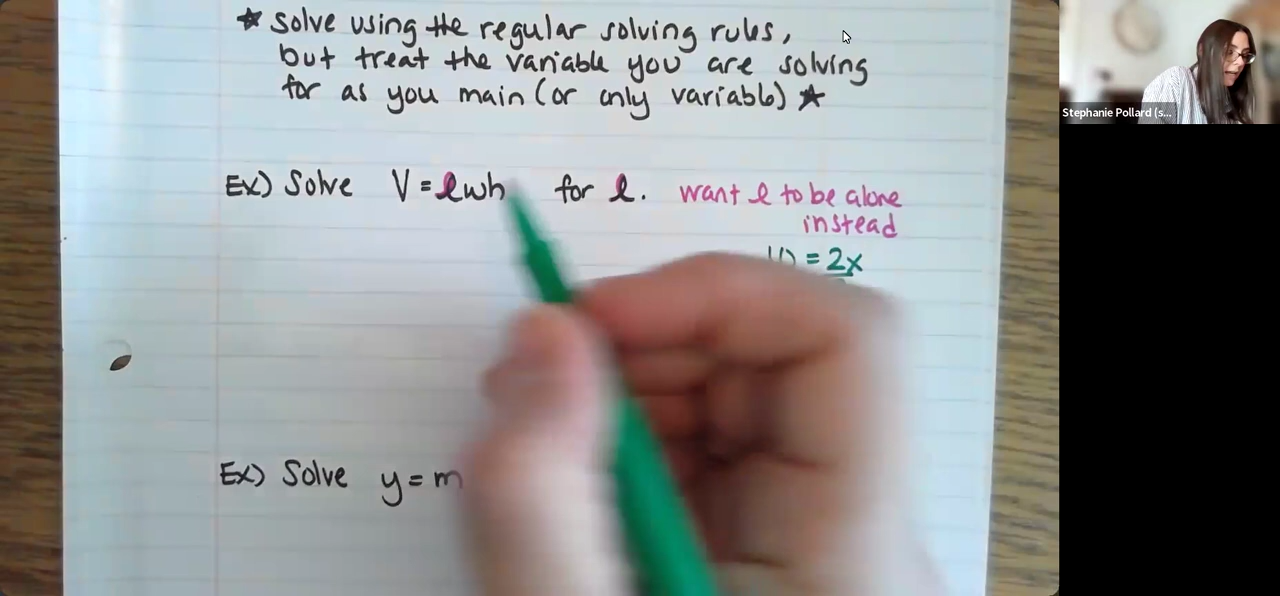 ★ Solve using the regular solving rules,
but treat the variable you are solving
for as you main (or only variable) ★
Ex) Solve V = lwh for l. want l to be alone
instead
= 2x
Ex) Solve y = m
Stephanie Pollard (s...